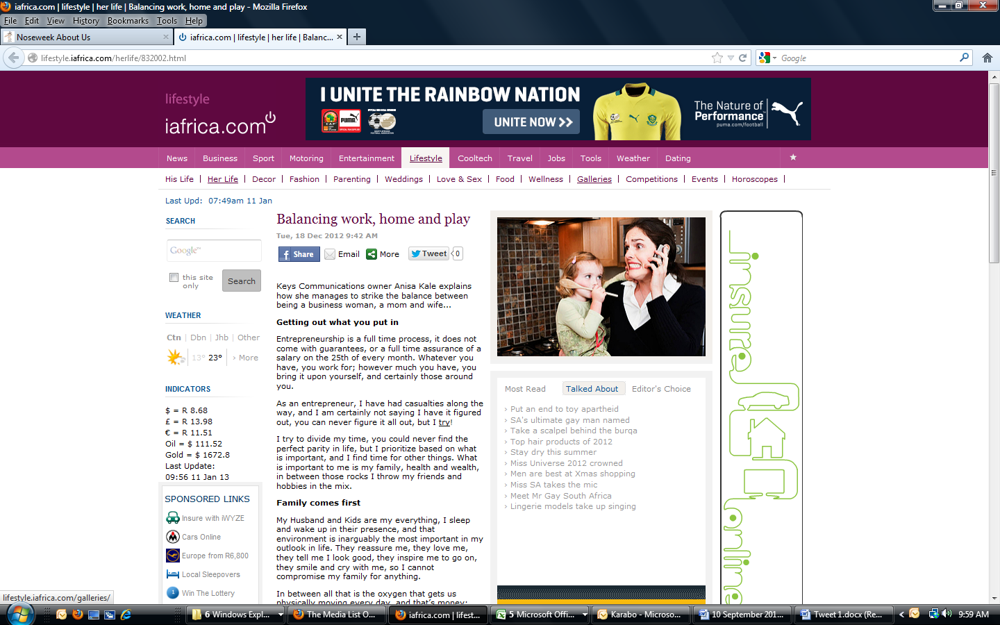 iafrica.com | lifestyle | her life | Balancing work, home and play - Mozilla Firefox
File Edit View History Bookmarks Tools Help
Noseweek About Us
iafrica.com | lifestyle | her life | Balanc...
lifestyle.iafrica.com/herlife/832002.html
Google
lifestyle
iafrica.com
I UNITE THE RAINBOW NATION
UNITE NOW >>
The Nature of
Performance
puma.com/football
PUMA
News Business Sport Motoring Entertainment Lifestyle Cooltech Travel Jobs Tools Weather Dating
His Life | Her Life | Decor | Fashion | Parenting | Weddings | Love & Sex | Food | Wellness | Galleries | Competitions | Events | Horoscopes |
Last Upd: 07:49am 11 Jan
SEARCH
Google™
this site
only
Search
WEATHER
Ctn | Dbn | Jhb | Other
13° 23° › More
INDICATORS
$ = R 8.68
£ = R 13.98
€ = R 11.51
Oil = $ 111.52
Gold = $ 1672.8
Last Update:
09:56 11 Jan 13
SPONSORED LINKS
Insure with iWYZE
Cars Online
Europe from R6,800
Local Sleepovers
Win The Lottery
Balancing work, home and play
Tue, 18 Dec 2012 9:42 AM
Share Email More Tweet 0
Keys Communications owner Anisa Kale explains
how she manages to strike the balance between
being a business woman, a mom and wife...
Getting out what you put in
Entrepreneurship is a full time process, it does not
come with guarantees, or a full time assurance of a
salary on the 25th of every month. Whatever you
have, you work for; however much you have, you
bring it upon yourself, and certainly those around
you.
As an entrepreneur, I have had casualties along the
way, and I am certainly not saying I have it figured
out, you can never figure it all out, but I try!
I try to divide my time, you could never find the
perfect parity in life, but I prioritize based on what
is important, and I find time for other things. What
is important to me is my family, health and wealth,
in between those rocks I throw my friends and
hobbies in the mix.
Family comes first
My Husband and Kids are my everything, I sleep
and wake up in their presence, and that
environment is inarguably the most important in my
outlook in life. They reassure me, they love me,
they tell me I look good, they inspire me to go on,
they smile and cry with me, so I cannot
compromise my family for anything.
In between all that is the oxygen that gets us
physically moving every day, and that's money;
Most Read Talked About Editor's Choice
› Put an end to toy apartheid
› SA's ultimate gay man named
› Take a scalpel behind the burqa
› Top hair products of 2012
› Stay dry this summer
› Miss Universe 2012 crowned
› Men are best at Xmas shopping
› Miss SA takes the mic
› Meet Mr Gay South Africa
› Lingerie models take up singing
lifestyle.iafrica.com/galleries/
6 Windows Expl...
The Media List O...
iafrica.com | lifest...
5 Microsoft Offi...
Karabo - Microso...
10 September 201...
Tweet 1.docx (Re...
9:59 AM